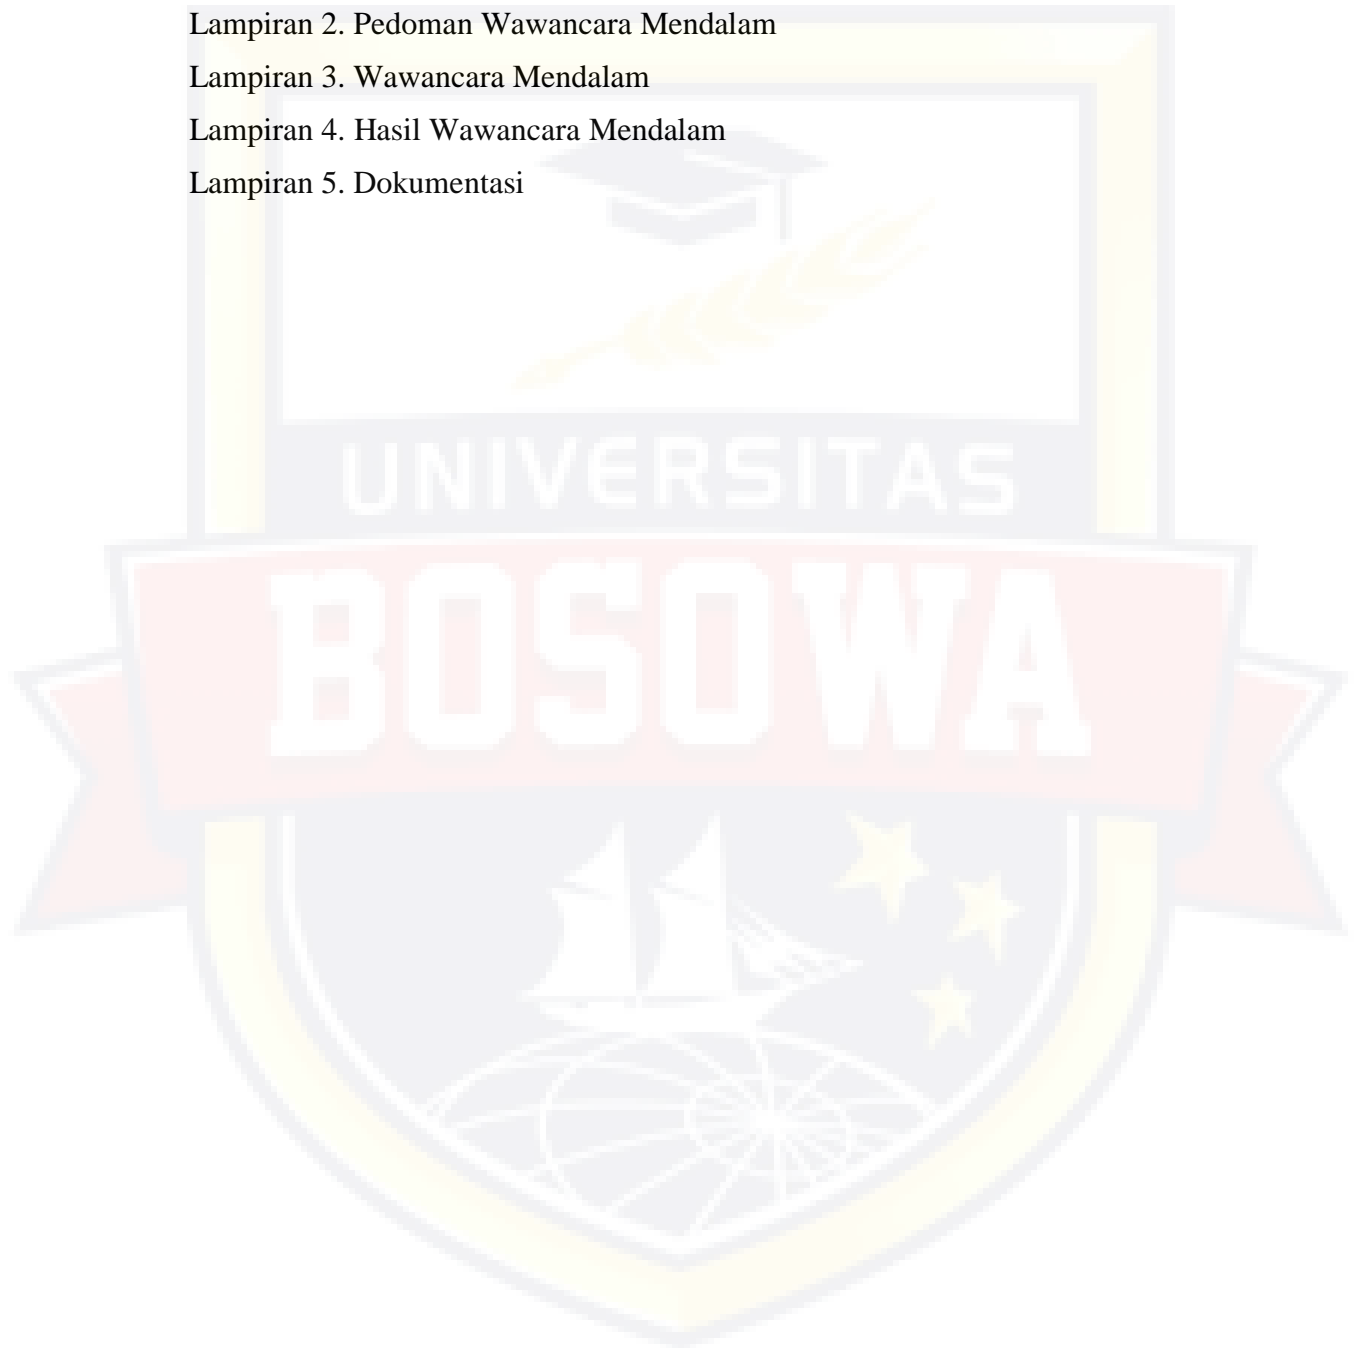 Lampiran 2. Pedoman Wawancara Mendalam
Lampiran 3. Wawancara Mendalam
Lampiran 4. Hasil Wawancara Mendalam
Lampiran 5. Dokumentasi
UNIVERSITAS
BOSOWA